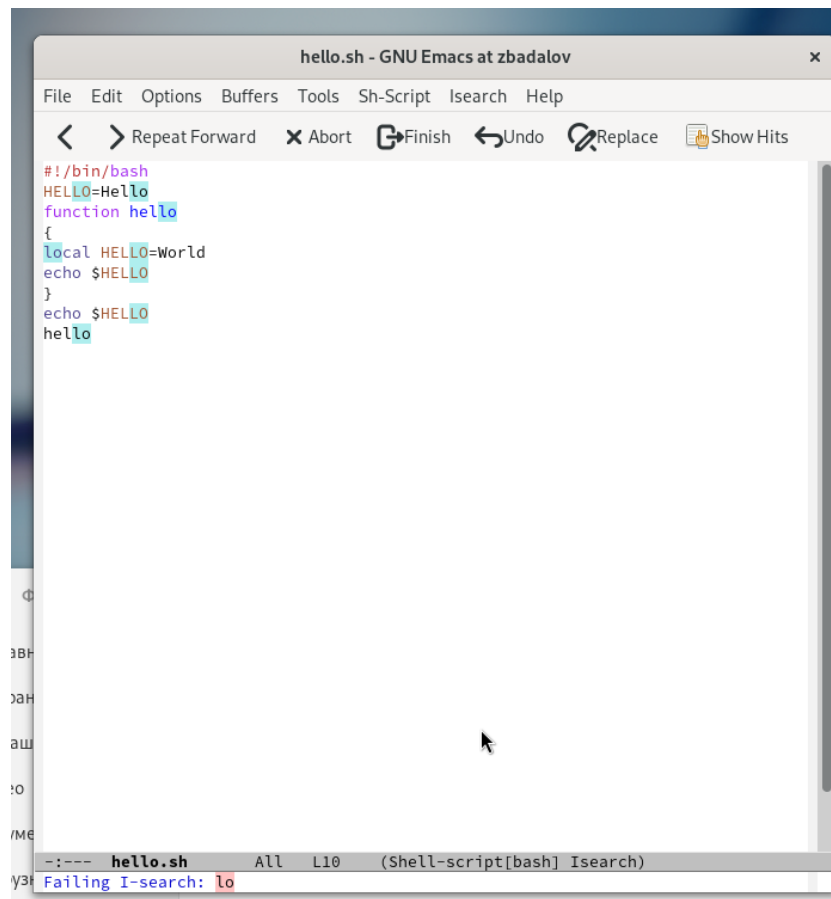 hello.sh - GNU Emacs at zbadalov
File Edit Options Buffers Tools Sh-Script Isearch Help
Repeat Forward Abort Finish Undo Replace Show Hits
#!/bin/bash
HELLO=Hello
function hello
{
local HELLO=World
echo $HELLO
}
echo $HELLO
hello
-:--- hello.sh All L10 (Shell-script[bash] Isearch)
Failing I-search: lo